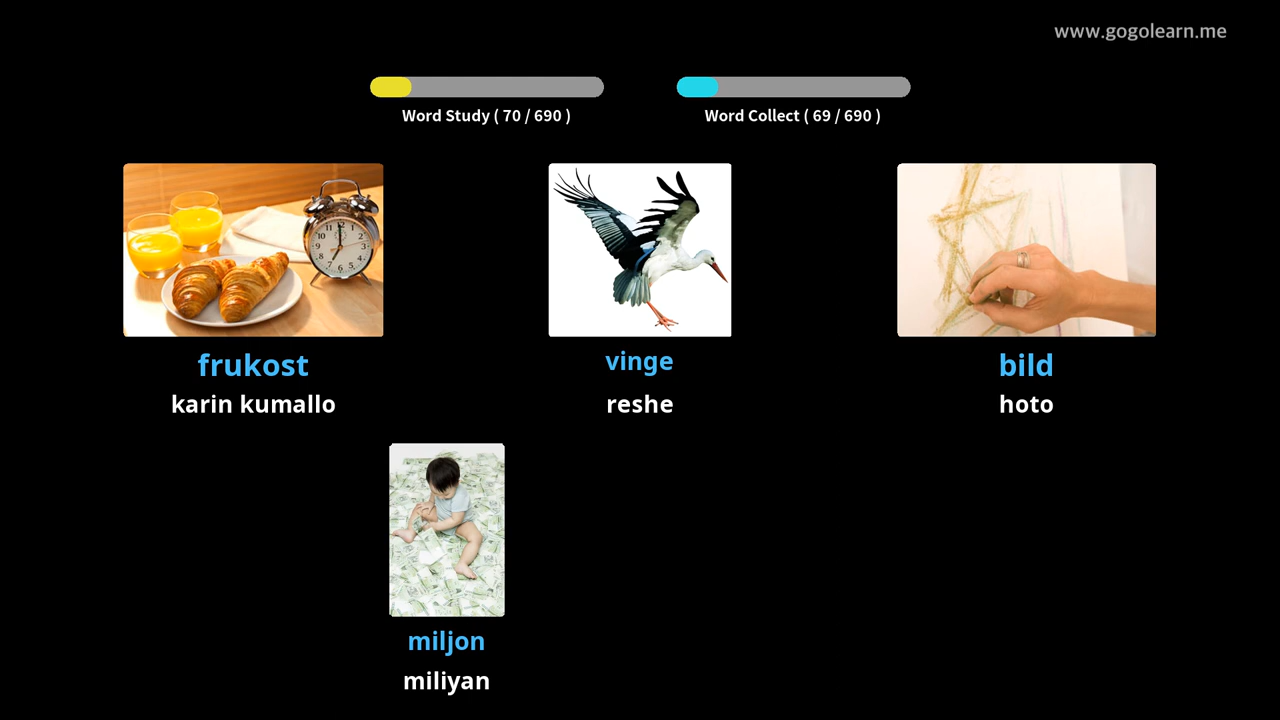 www.gogolearn.me
Word Study ( 70 / 690 )
Word Collect ( 69 / 690 )
frukost
karin kumallo
vinge
reshe
bild
hoto
miljon
miliyan